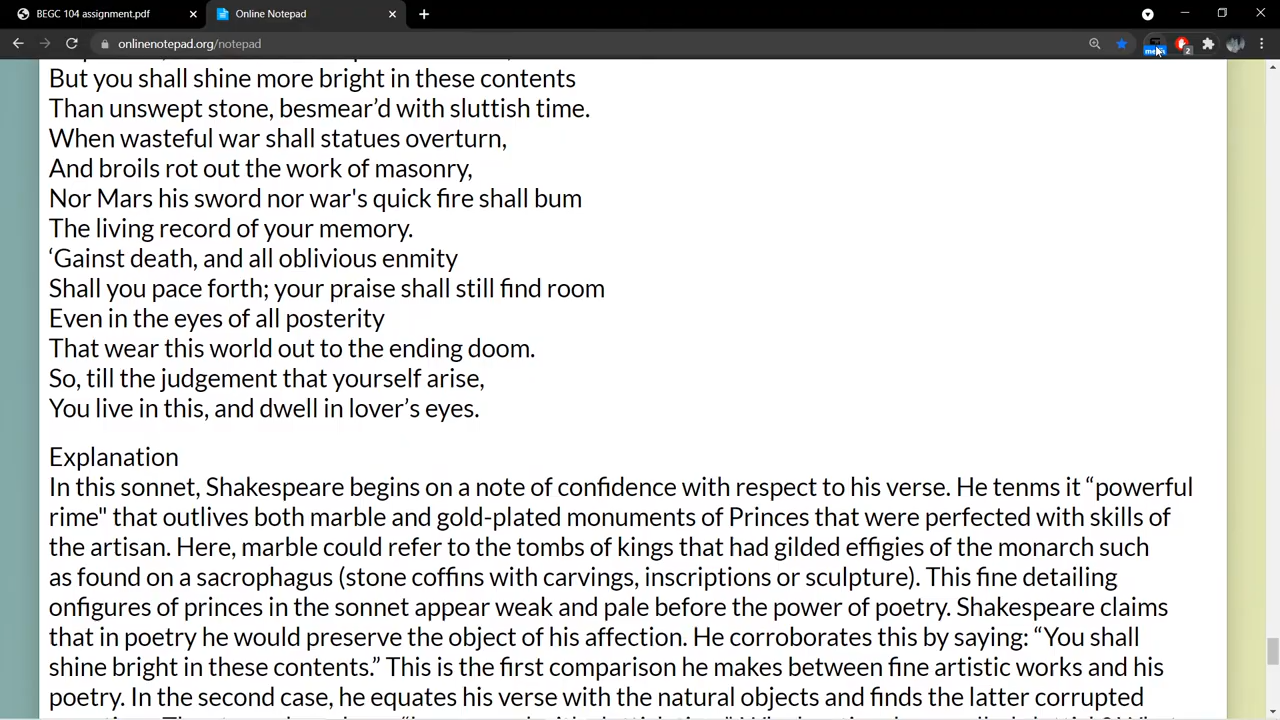 BEGC 104 assignment.pdf
Online Notepad
onlinenotepad.org/notepad
2
But you shall shine more bright in these contents
Than unswept stone, besmear’d with sluttish time.
When wasteful war shall statues overturn,
And broils rot out the work of masonry,
Nor Mars his sword nor war's quick fire shall bum
The living record of your memory.
‘Gainst death, and all oblivious enmity
Shall you pace forth; your praise shall still find room
Even in the eyes of all posterity
That wear this world out to the ending doom.
So, till the judgement that yourself arise,
You live in this, and dwell in lover’s eyes.
Explanation
In this sonnet, Shakespeare begins on a note of confidence with respect to his verse. He tenms it “powerful
rime" that outlives both marble and gold-plated monuments of Princes that were perfected with skills of
the artisan. Here, marble could refer to the tombs of kings that had gilded effigies of the monarch such
as found on a sacrophagus (stone coffins with carvings, inscriptions or sculpture). This fine detailing
onfigures of princes in the sonnet appear weak and pale before the power of poetry. Shakespeare claims
that in poetry he would preserve the object of his affection. He corroborates this by saying: “You shall
shine bright in these contents.” This is the first comparison he makes between fine artistic works and his
poetry. In the second case, he equates his verse with the natural objects and finds the latter corrupted